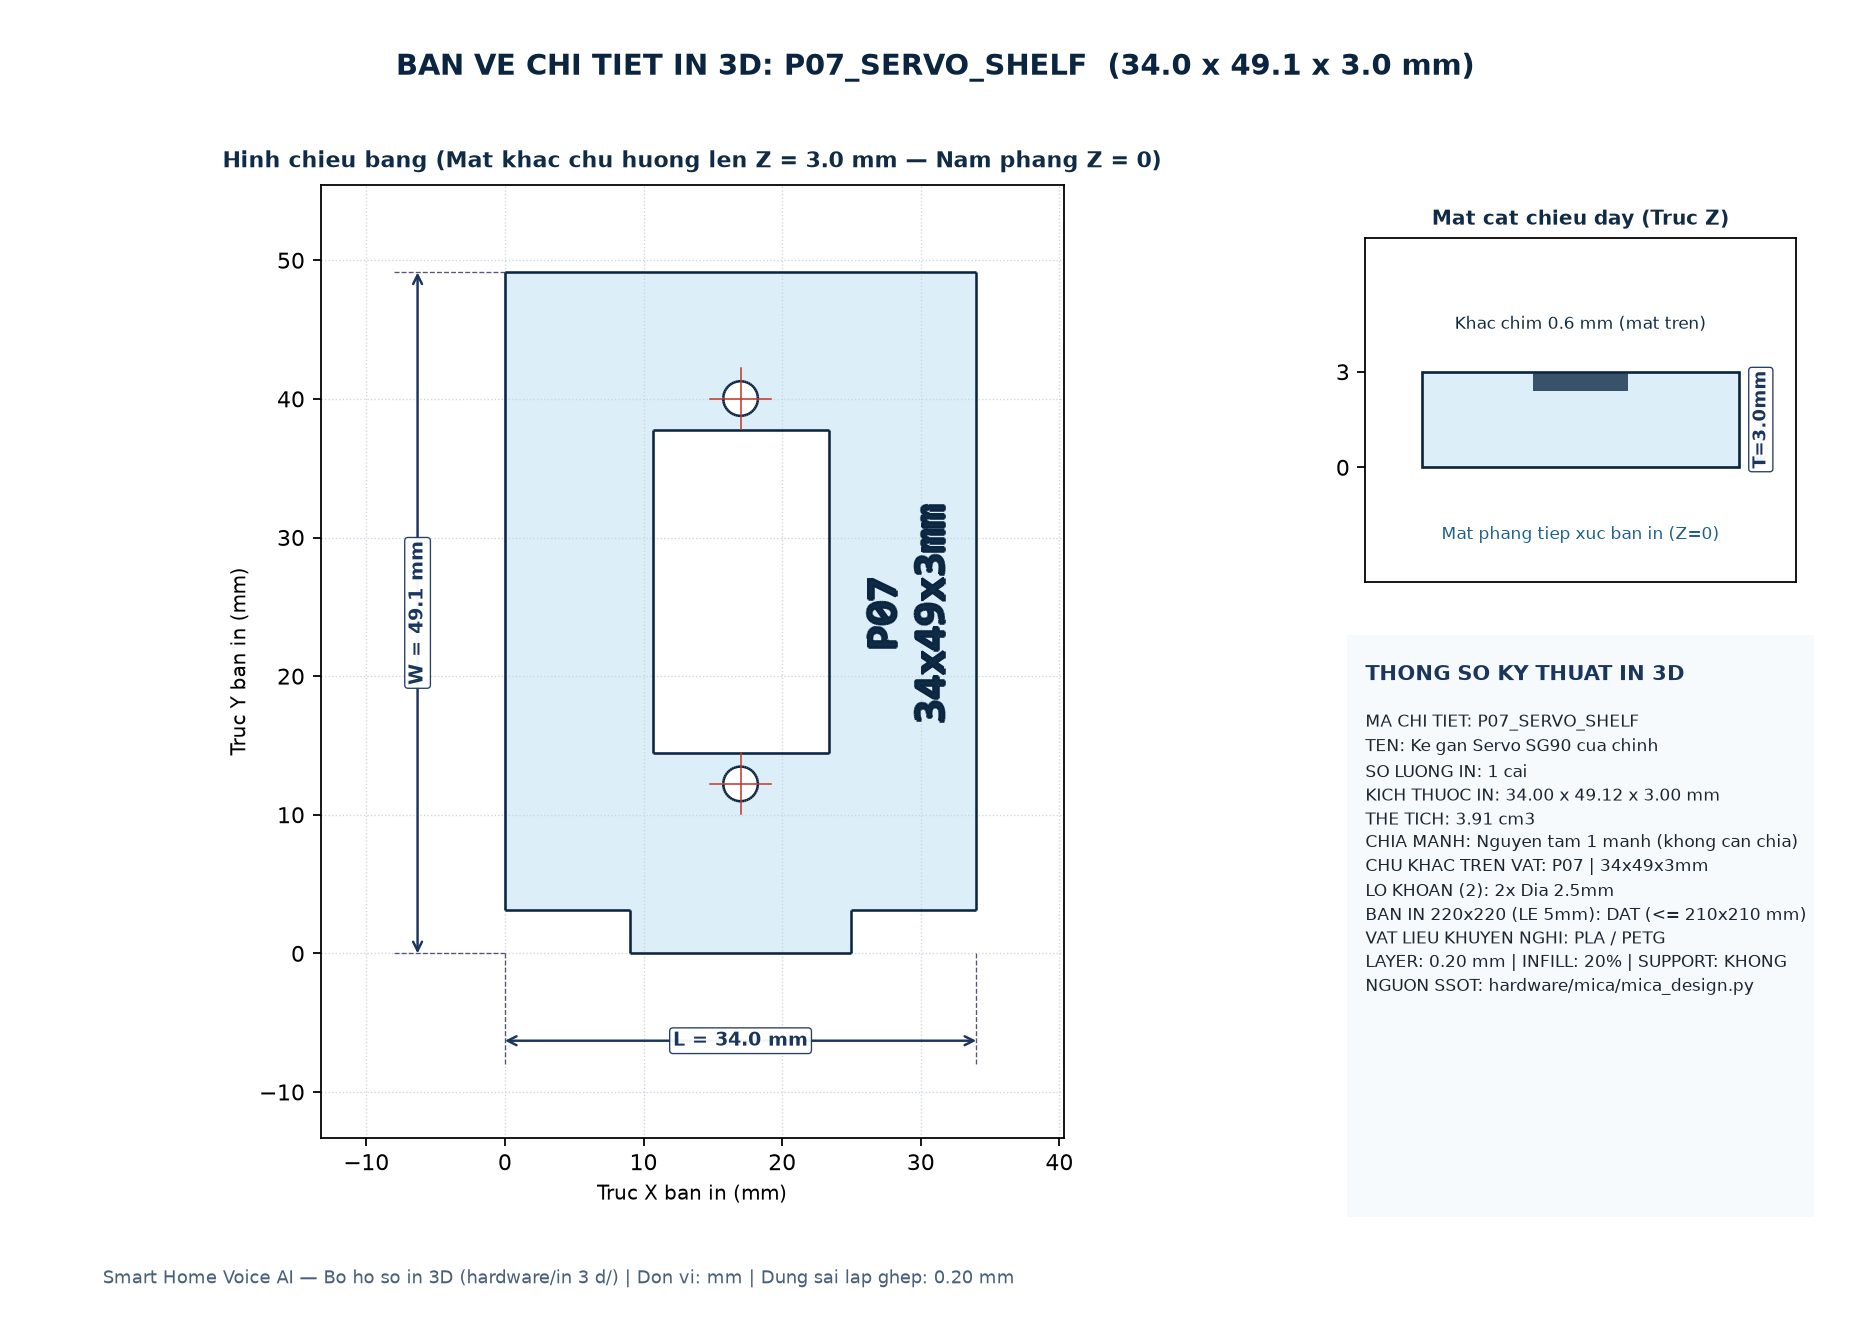 BAN VE CHI TIET IN 3D: P07_SERVO_SHELF  (34.0 x 49.1 x 3.0 mm)
Hinh chieu bang (Mat khac chu huong len Z = 3.0 mm — Nam phang Z = 0)
50
40
30
20
10
0
−10
Truc Y ban in (mm)
W = 49.1 mm
P07
34x49x3mm
L = 34.0 mm
−10
0
10
20
30
40
Truc X ban in (mm)
Mat cat chieu day (Truc Z)
Khac chim 0.6 mm (mat tren)
3
0
T=3.0mm
Mat phang tiep xuc ban in (Z=0)
THONG SO KY THUAT IN 3D
MA CHI TIET: P07_SERVO_SHELF
TEN: Ke gan Servo SG90 cua chinh
SO LUONG IN: 1 cai
KICH THUOC IN: 34.00 x 49.12 x 3.00 mm
THE TICH: 3.91 cm3
CHIA MANH: Nguyen tam 1 manh (khong can chia)
CHU KHAC TREN VAT: P07 | 34x49x3mm
LO KHOAN (2): 2x Dia 2.5mm
BAN IN 220x220 (LE 5mm): DAT (<= 210x210 mm)
VAT LIEU KHUYEN NGHI: PLA / PETG
LAYER: 0.20 mm | INFILL: 20% | SUPPORT: KHONG
NGUON SSOT: hardware/mica/mica_design.py
Smart Home Voice AI — Bo ho so in 3D (hardware/in 3 d/) | Don vi: mm | Dung sai lap ghep: 0.20 mm